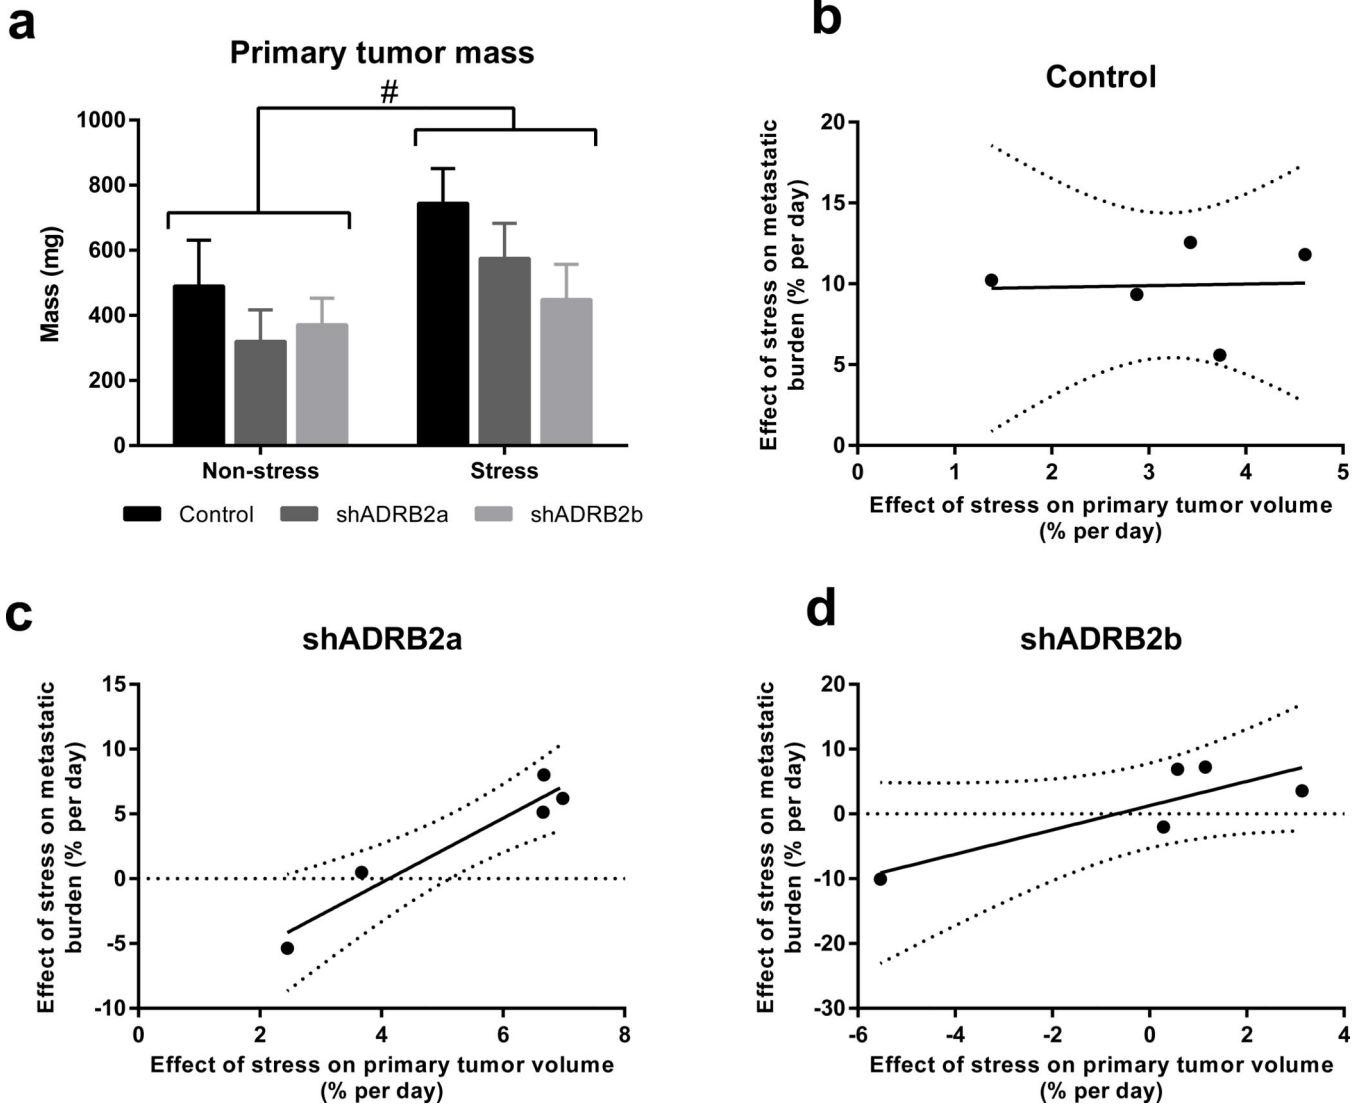 a
Primary tumor mass
#
Mass (mg)
1000
800
600
400
200
0
Non-stress
Stress
Control
shADRB2a
shADRB2b
b
Control
Effect of stress on metastatic
burden (% per day)
20
15
10
5
0
0 1 2 3 4 5
Effect of stress on primary tumor volume
(% per day)
c
shADRB2a
Effect of stress on metastatic
burden (% per day)
15
10
5
0
-5
-10
0 2 4 6 8
Effect of stress on primary tumor volume
(% per day)
d
shADRB2b
Effect of stress on metastatic
burden (% per day)
20
10
0
-10
-20
-30
-6 -4 -2 0 2 4
Effect of stress on primary tumor volume
(% per day)